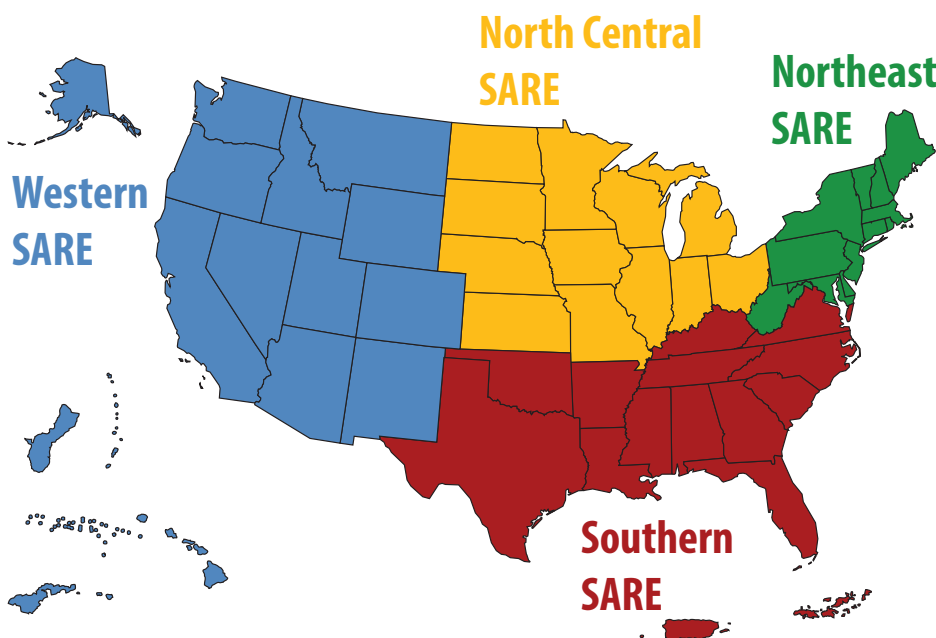 North Central
SARE
Northeast
SARE
Western
SARE
Southern
SARE